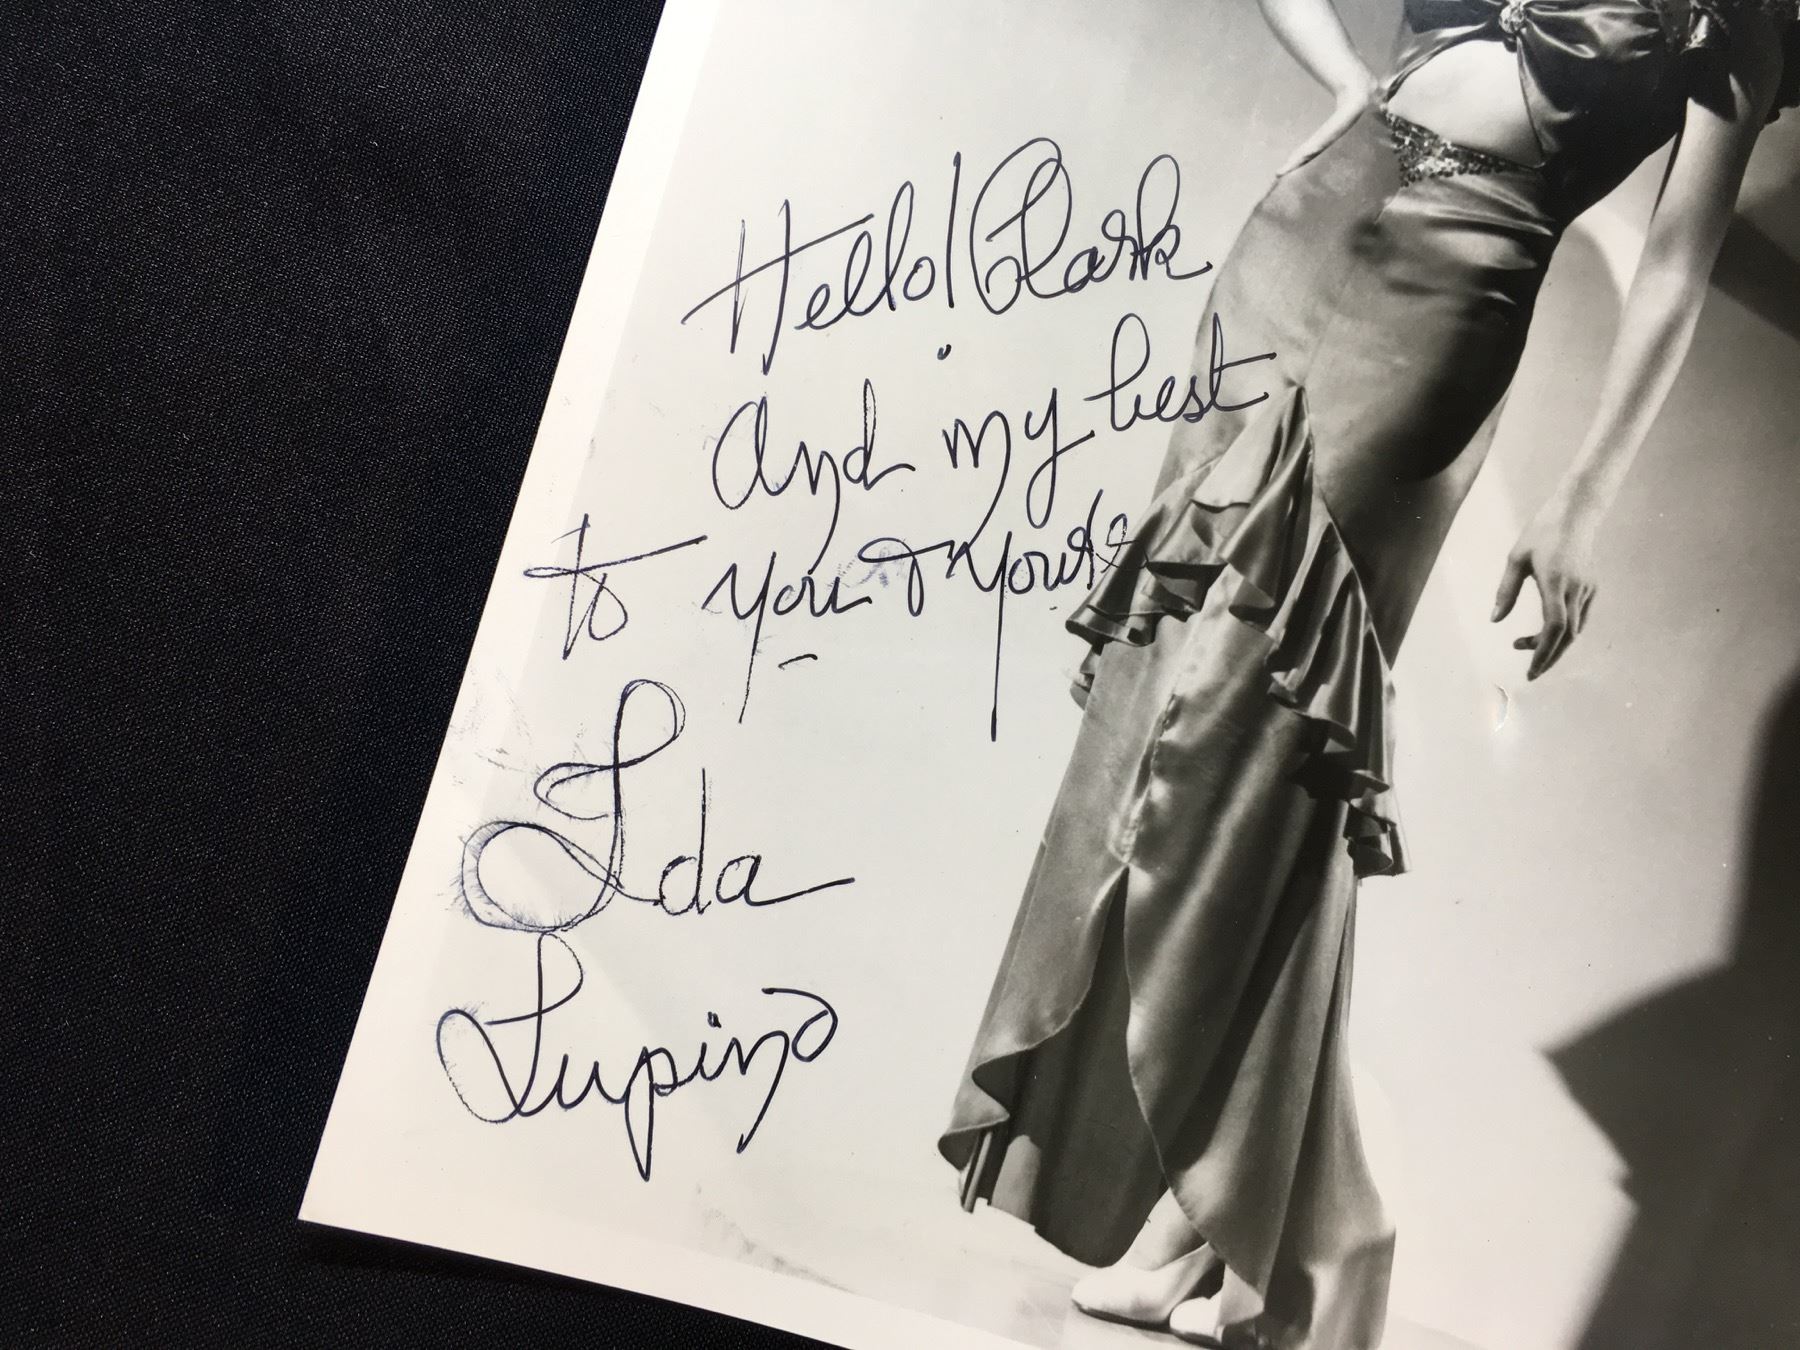 Hello! Clark
And my best
to you & yours
Ida
Lupino